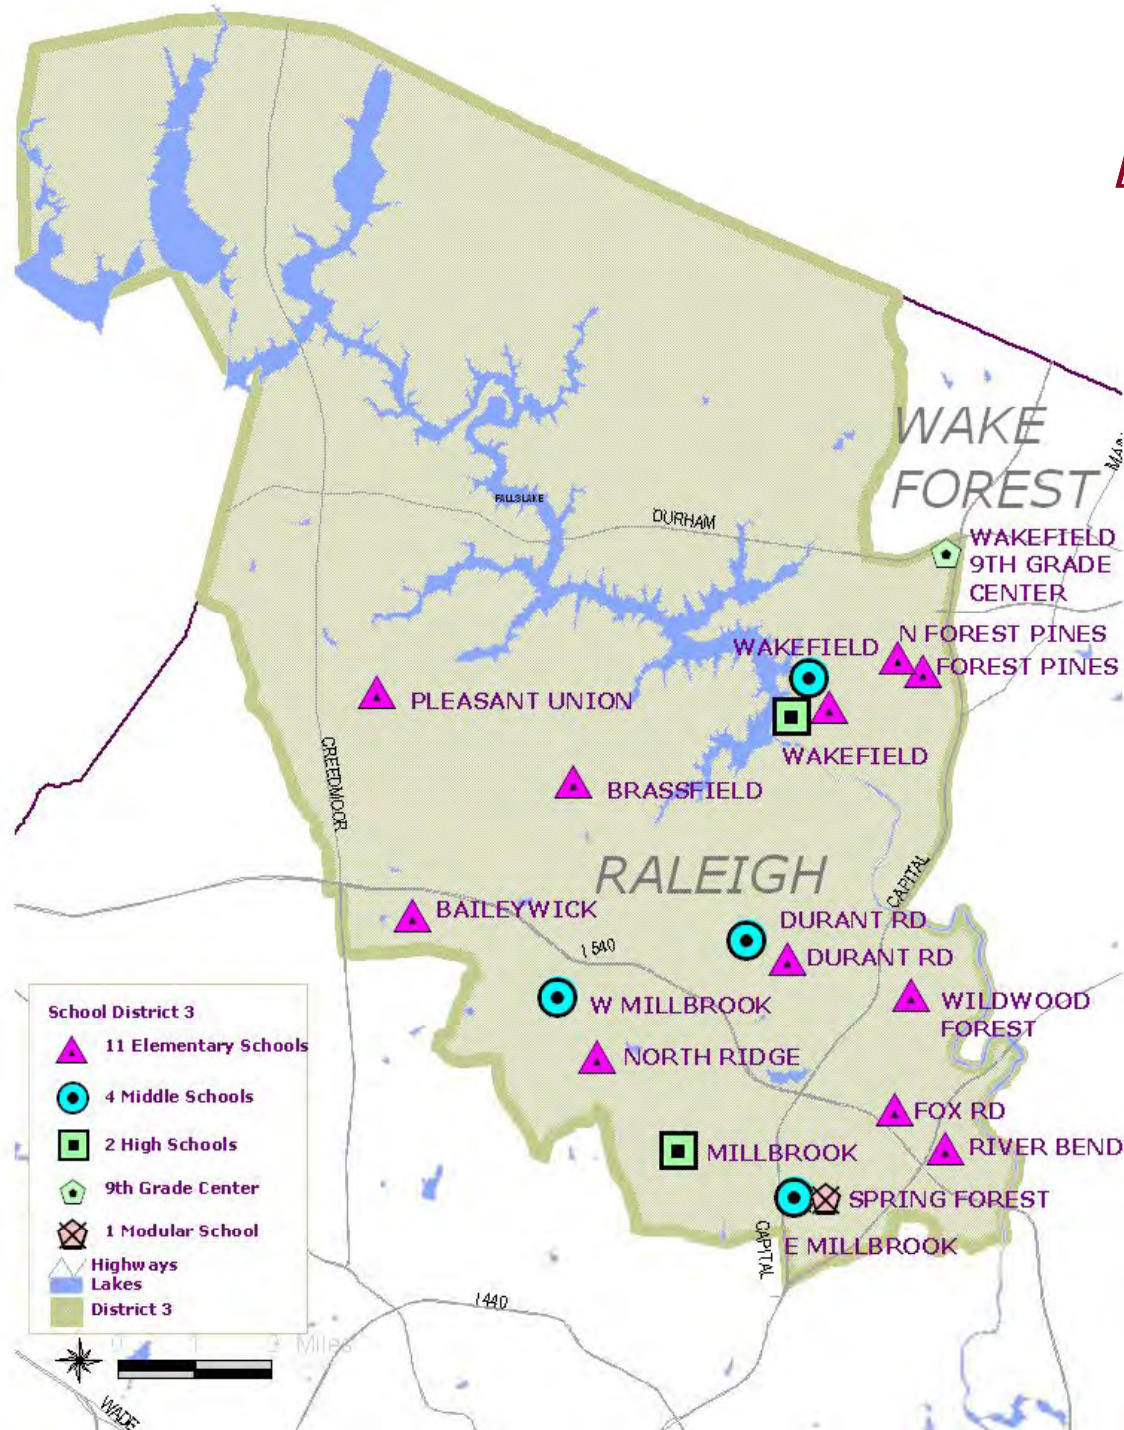 WAKE
FOREST
FALLS LAKE
DURHAM
WAKEFIELD
9TH GRADE
CENTER
N FOREST PINES
WAKEFIELD
FOREST PINES
PLEASANT UNION
WAKEFIELD
CREEDMOOR
BRASSFIELD
RALEIGH
CAPITAL
BAILEYWICK
DURANT RD
I 540
DURANT RD
W MILLBROOK
WILDWOOD
FOREST
NORTH RIDGE
FOX RD
MILLBROOK
RIVER BEND
SPRING FOREST
CAPITAL
E MILLBROOK
I 440
WADE
School District 3
11 Elementary Schools
4 Middle Schools
2 High Schools
9th Grade Center
1 Modular School
Highways
Lakes
District 3
0 1 2 Miles